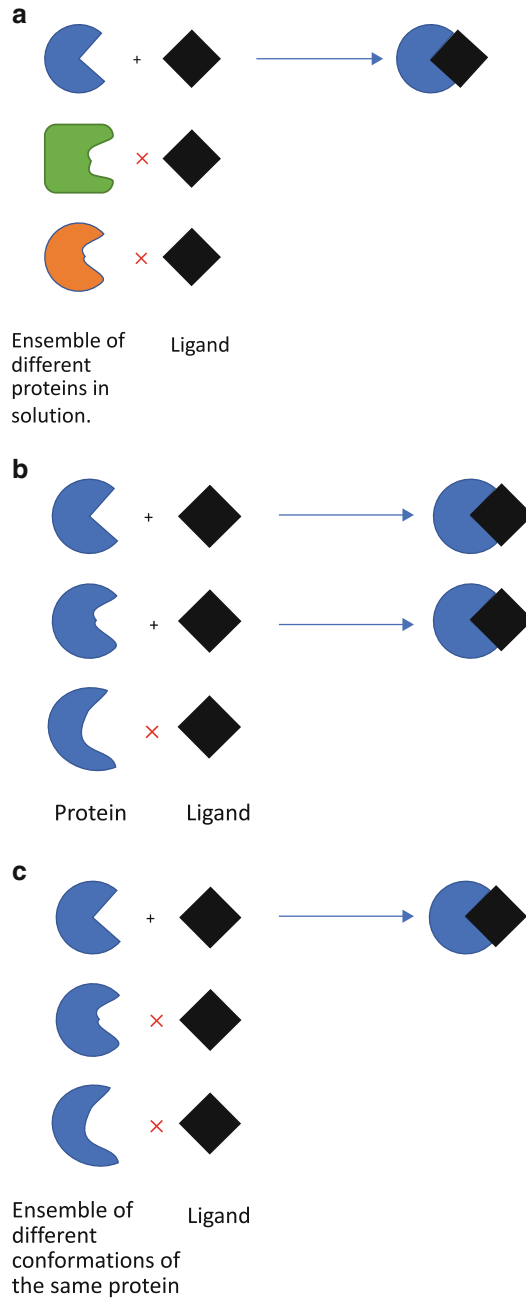 a
+
×
×
Ensemble of
different
proteins in
solution.
Ligand
b
+
+
×
Protein
Ligand
c
+
×
×
Ensemble of
different
conformations of
the same protein
Ligand